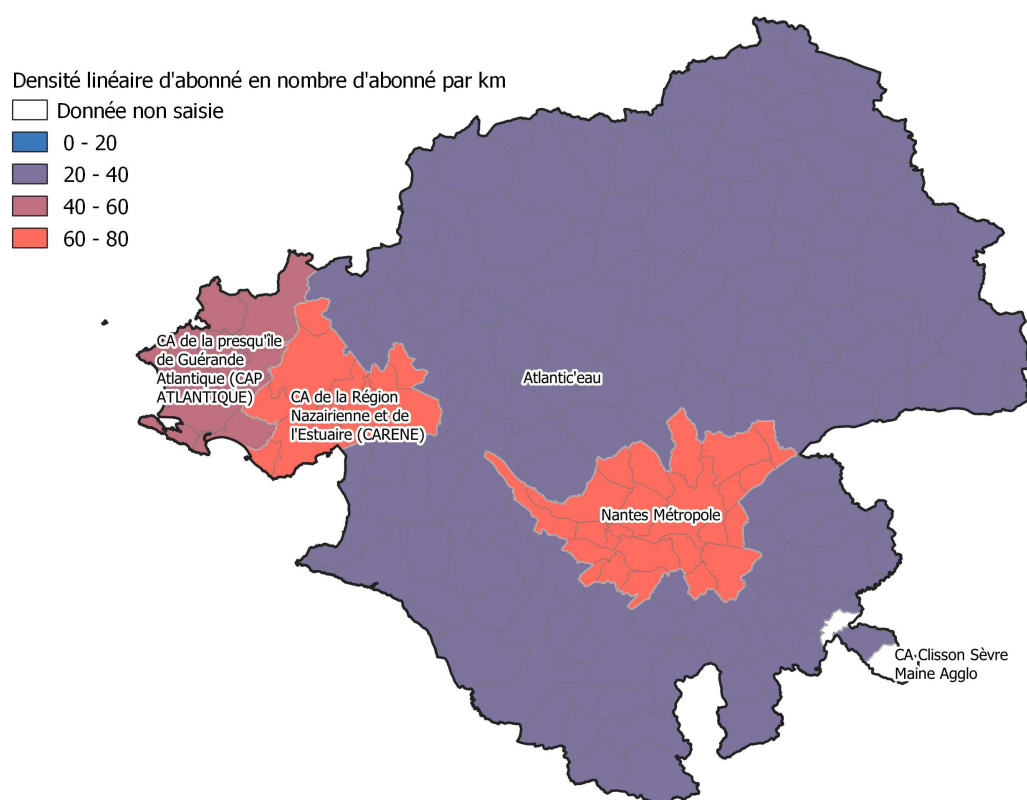 Densité linéaire d'abonné en nombre d'abonné par km
Donnée non saisie
0 - 20
20 - 40
40 - 60
60 - 80
CA de la presqu'île
de Guérande
Atlantique (CAP
ATLANTIQUE)
CA de la Région
Nazairienne et de
l'Estuaire (CARENE)
Atlantic'eau
Nantes Métropole
CA Clisson Sèvre
Maine Agglo